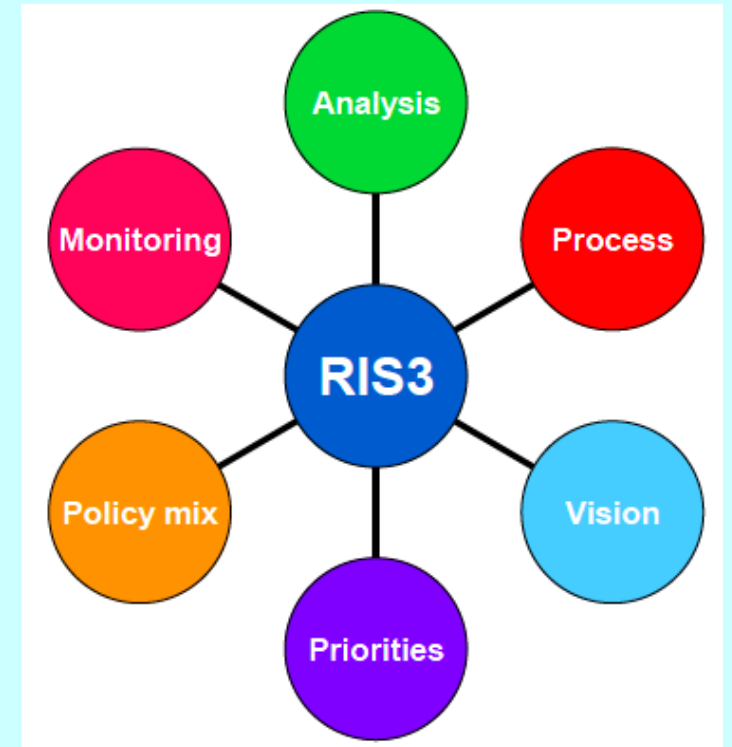 Analysis
Monitoring
Process
RIS3
Policy mix
Vision
Priorities